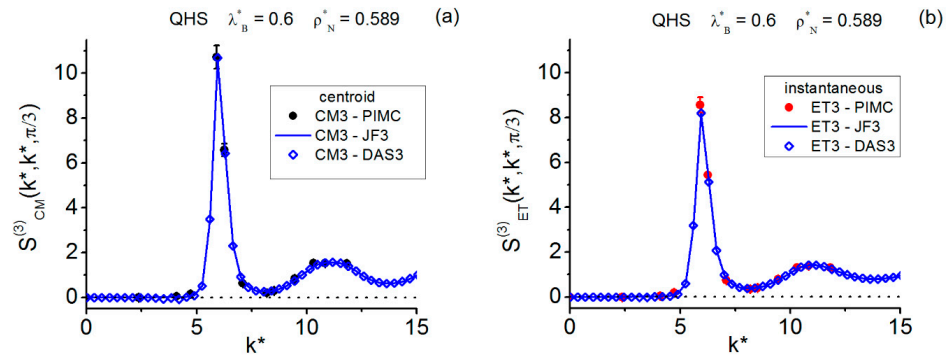 QHS λ*B = 0.6 ρ*N = 0.589 (a)
S(3)CM(k*,k*,π/3)
10
8
6
4
2
0
centroid
CM3 - PIMC
CM3 - JF3
CM3 - DAS3
0 5 10 15
k*
QHS λ*B = 0.6 ρ*N = 0.589 (b)
S(3)ET(k*,k*,π/3)
10
8
6
4
2
0
instantaneous
ET3 - PIMC
ET3 - JF3
ET3 - DAS3
0 5 10 15
k*